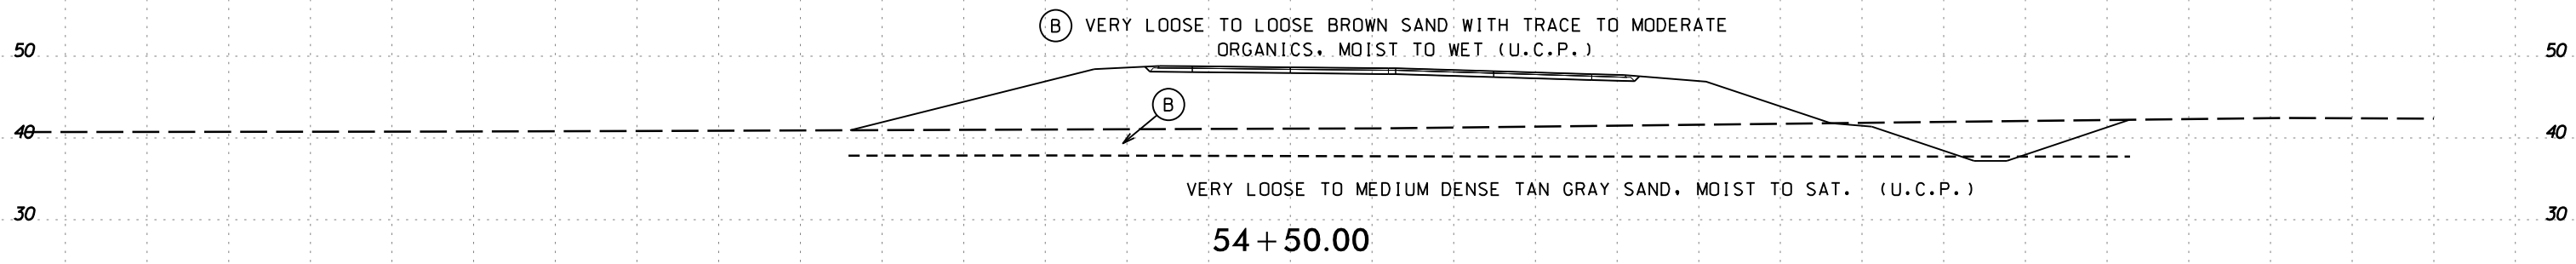 B VERY LOOSE TO LOOSE BROWN SAND WITH TRACE TO MODERATE
ORGANICS, MOIST TO WET (U.C.P.)
50 50
B
40 40
VERY LOOSE TO MEDIUM DENSE TAN GRAY SAND, MOIST TO SAT. (U.C.P.)
30 30
54+50.00